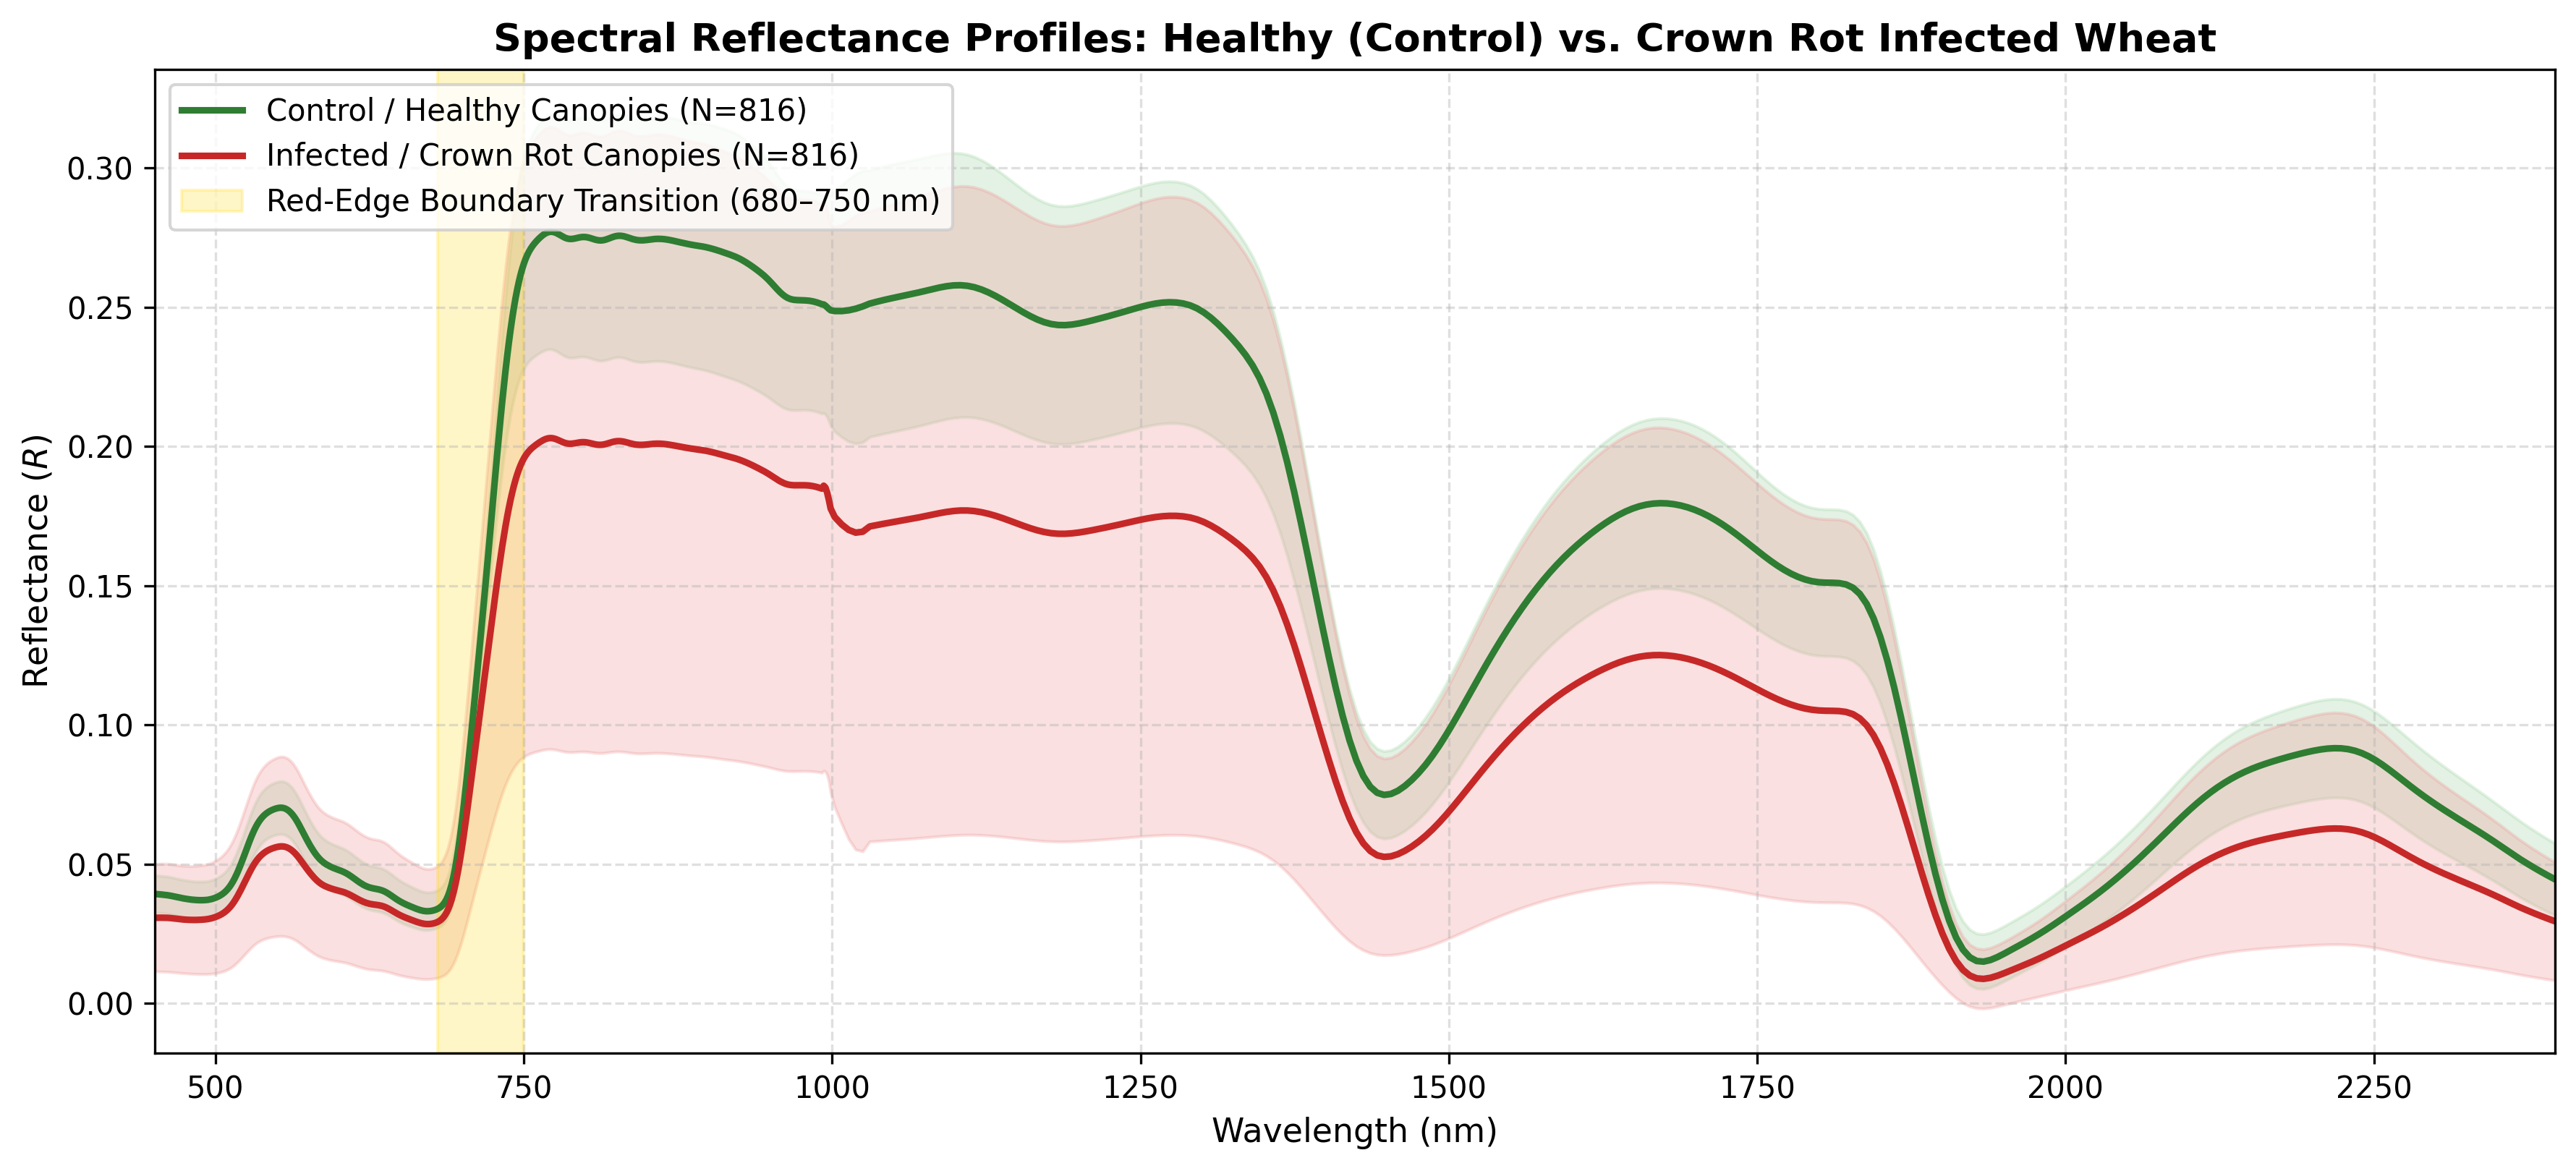 Spectral Reflectance Profiles: Healthy (Control) vs. Crown Rot Infected Wheat
Control / Healthy Canopies (N=816)
Infected / Crown Rot Canopies (N=816)
Red-Edge Boundary Transition (680–750 nm)
Reflectance (R)
0.30
0.25
0.20
0.15
0.10
0.05
0.00
500 750 1000 1250 1500 1750 2000 2250
Wavelength (nm)